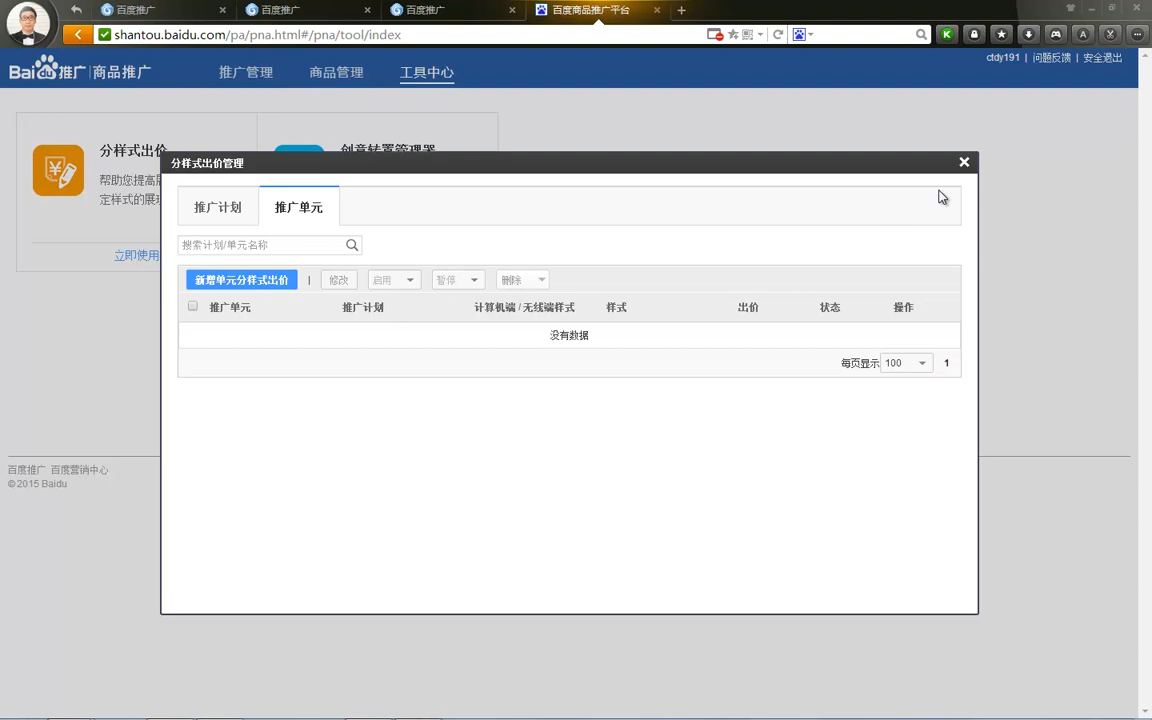 百度推广
百度推广
百度推广
百度商品推广平台
shantou.baidu.com/pa/pna.html#/pna/tool/index
Baidu推广 | 商品推广
推广管理
商品管理
工具中心
ctdy191 | 问题反馈 | 安全退出
分样式出价
创意转置管理器
帮助您提高
定样式的展现
立即使用
分样式出价管理
推广计划
推广单元
搜索计划/单元名称
新增单元分样式出价 | 修改 启用 暂停 删除
推广单元 推广计划 计算机端 / 无线端样式 样式 出价 状态 操作
没有数据
每页显示 100 1
百度推广 百度营销中心
©2015 Baidu